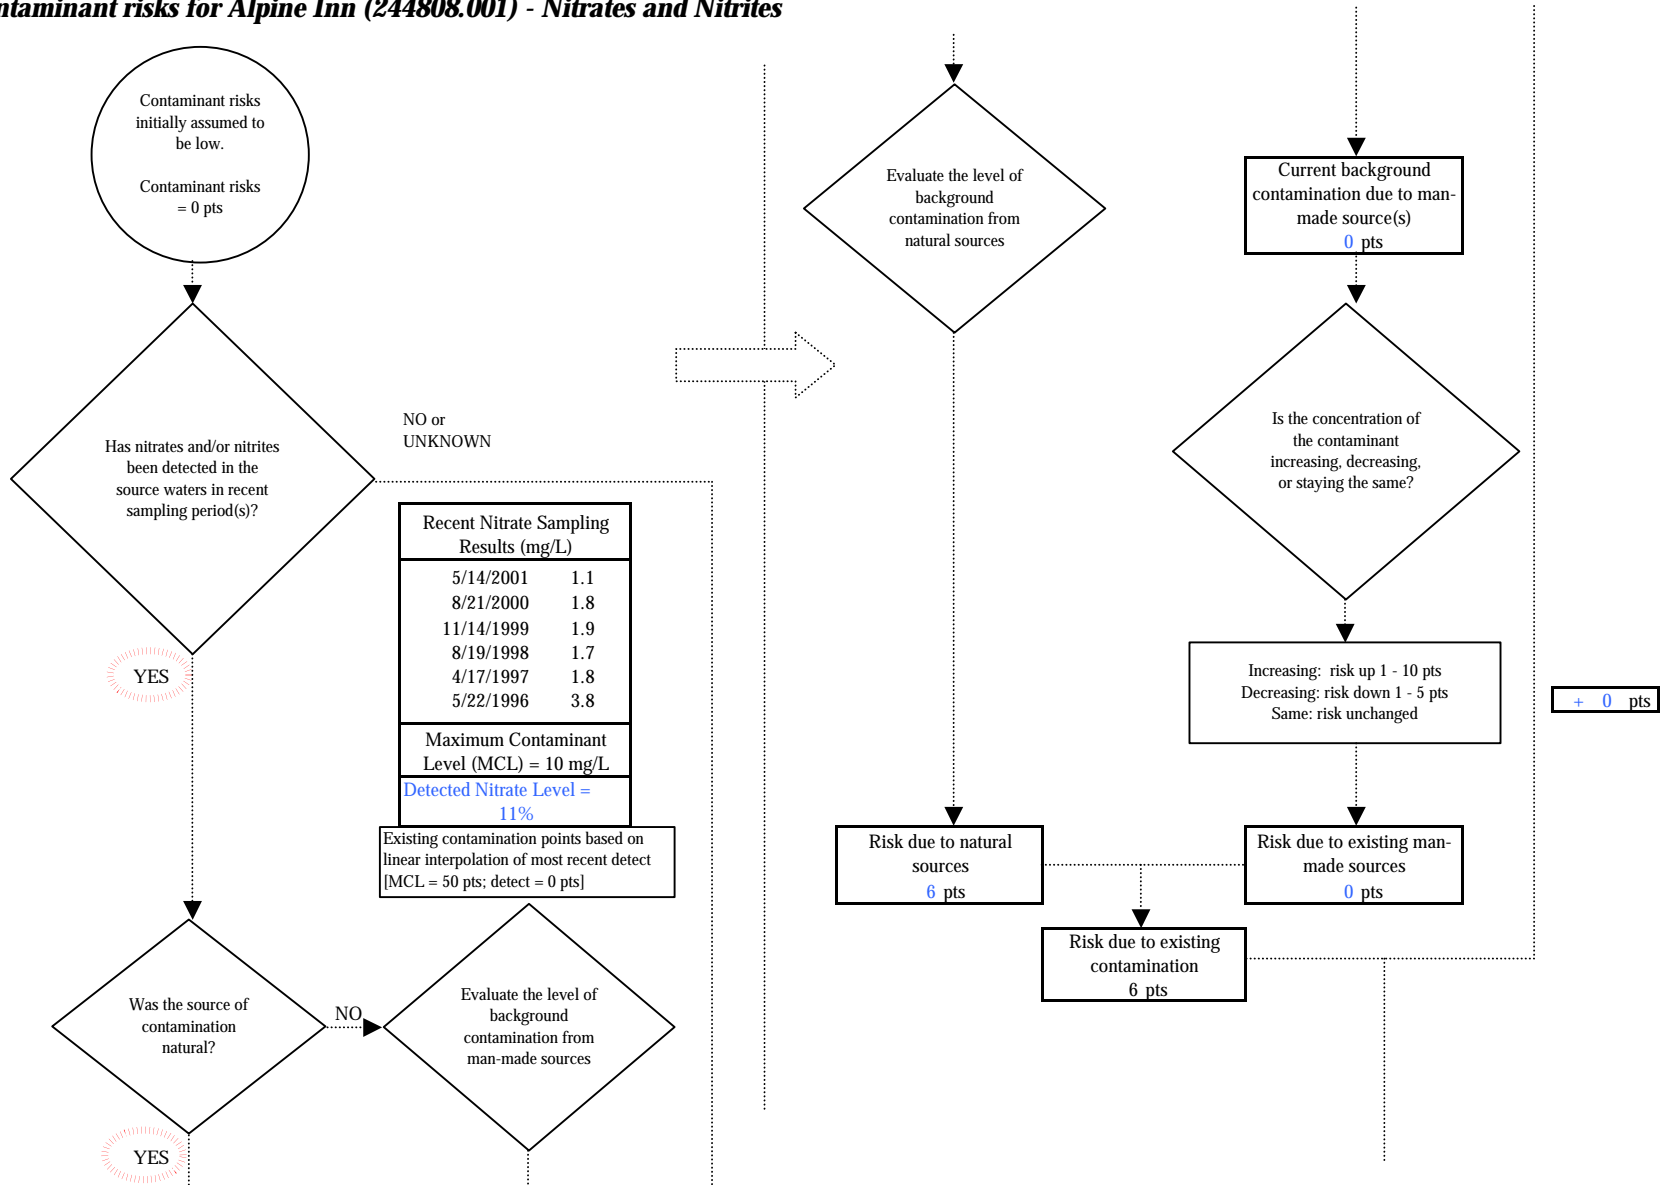 ntaminant risks for Alpine Inn (244808.001) - Nitrates and Nitrites
Contaminant risks
initially assumed to
be low.
Contaminant risks
= 0 pts
Has nitrates and/or nitrites
been detected in the
source waters in recent
sampling period(s)?
NO or
UNKNOWN
YES
Recent Nitrate Sampling
Results (mg/L)
5/14/2001 1.1
8/21/2000 1.8
11/14/1999 1.9
8/19/1998 1.7
4/17/1997 1.8
5/22/1996 3.8
Maximum Contaminant
Level (MCL) = 10 mg/L
Detected Nitrate Level =
11%
Existing contamination points based on
linear interpolation of most recent detect
[MCL = 50 pts; detect = 0 pts]
Was the source of
contamination
natural?
NO
YES
Evaluate the level of
background
contamination from
man-made sources
Evaluate the level of
background
contamination from
natural sources
Risk due to natural
sources
6 pts
Current background
contamination due to man-
made source(s)
0 pts
Is the concentration of
the contaminant
increasing, decreasing,
or staying the same?
Increasing: risk up 1 - 10 pts
Decreasing: risk down 1 - 5 pts
Same: risk unchanged
+ 0 pts
Risk due to existing man-
made sources
0 pts
Risk due to existing
contamination
6 pts